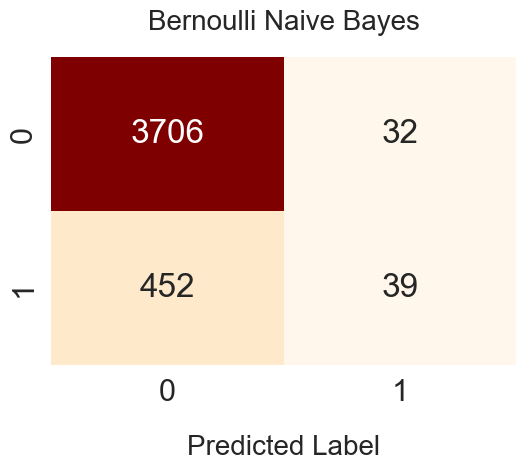 Bernoulli Naive Bayes
0
3706 32
1
452 39
0 1
Predicted Label